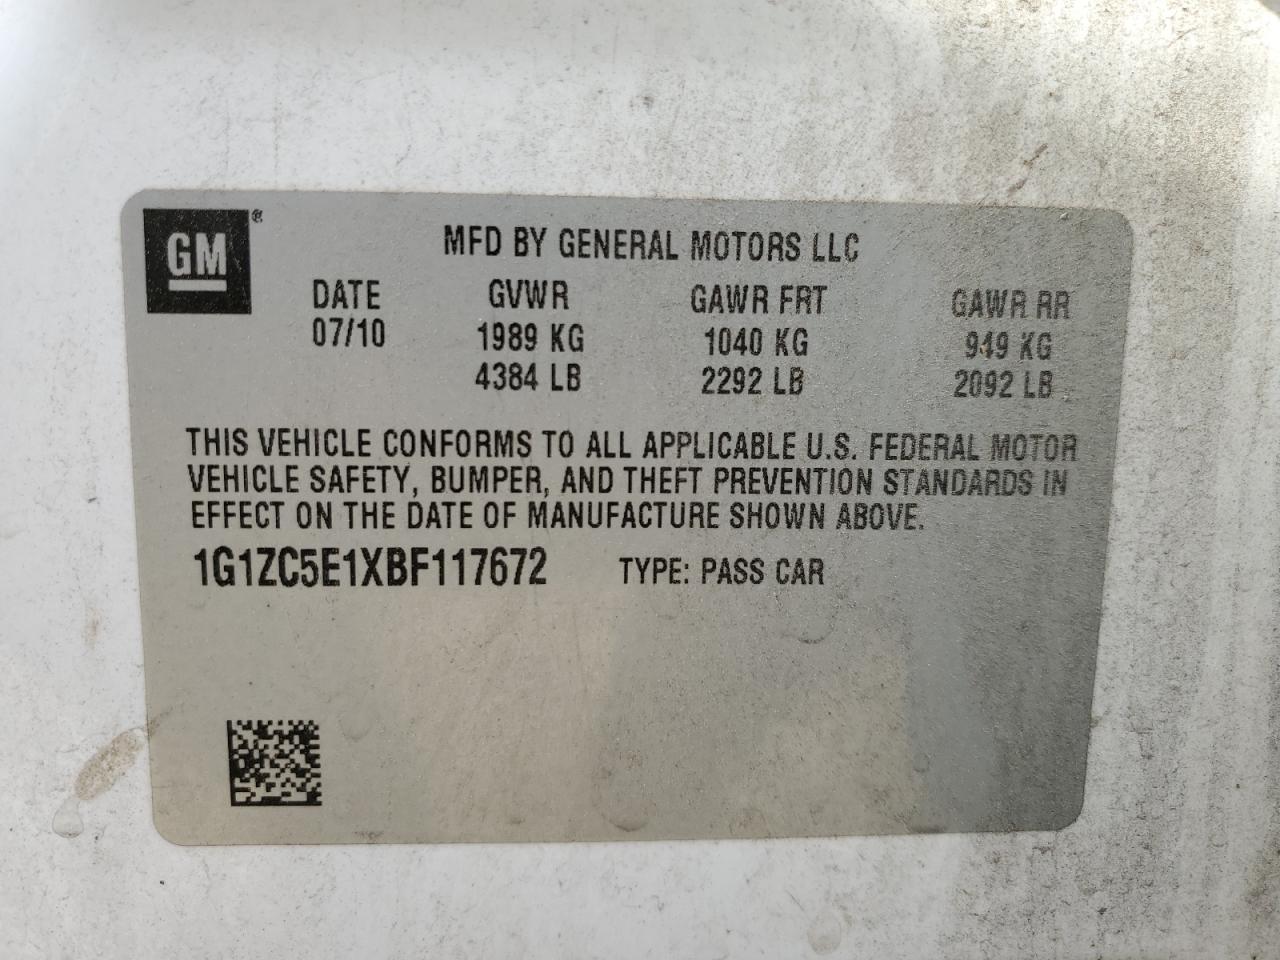 GM®
MFD BY GENERAL MOTORS LLC
DATE GVWR GAWR FRT GAWR RR
07/10 1989 KG 1040 KG 949 KG
4384 LB 2292 LB 2092 LB
THIS VEHICLE CONFORMS TO ALL APPLICABLE U.S. FEDERAL MOTOR
VEHICLE SAFETY, BUMPER, AND THEFT PREVENTION STANDARDS IN
EFFECT ON THE DATE OF MANUFACTURE SHOWN ABOVE.
1G1ZC5E1XBF117672 TYPE: PASS CAR